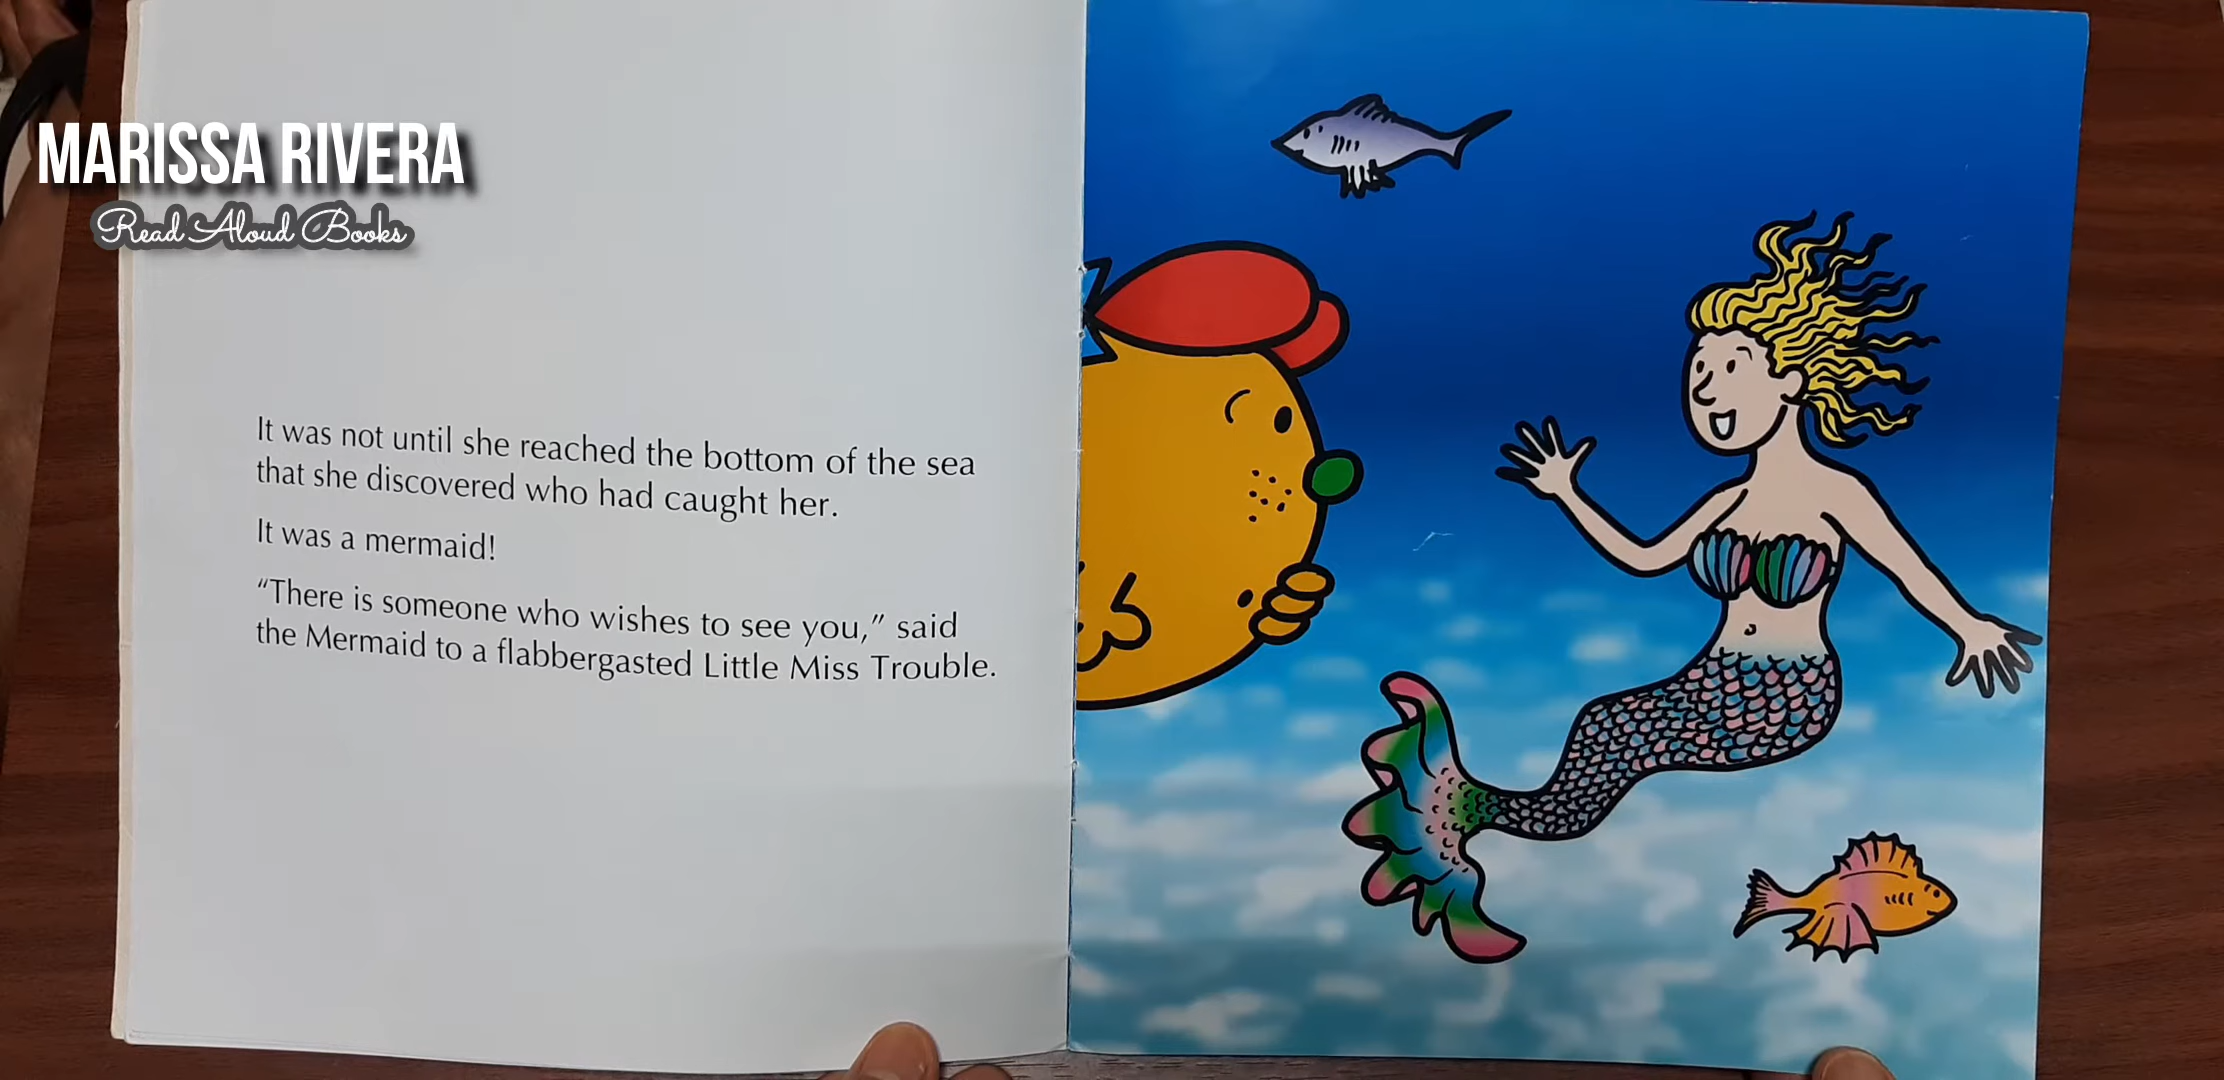 MARISSA RIVERA
Read Aloud Books
It was not until she reached the bottom of the sea
that she discovered who had caught her.
It was a mermaid!
“There is someone who wishes to see you,” said
the Mermaid to a flabbergasted Little Miss Trouble.